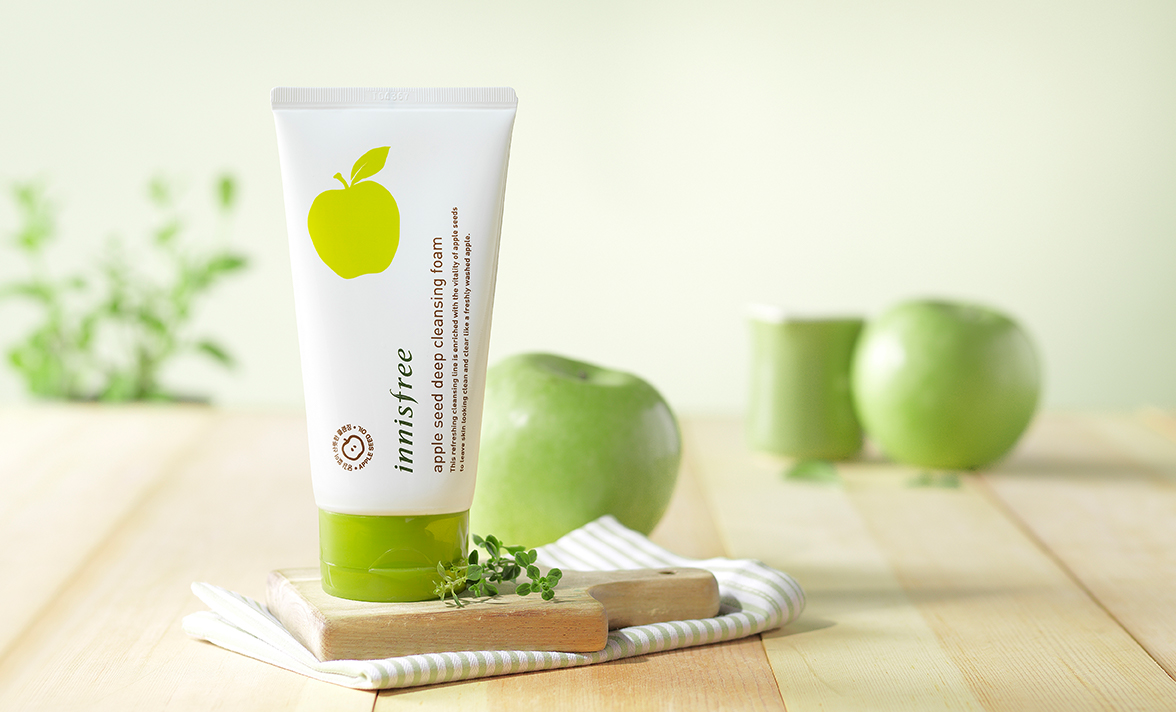 innisfree
apple seed deep cleansing foam
This refreshing cleansing line is enriched with the vitality of apple seeds
to leave skin looking clean and clear like a freshly washed apple.
APPLE SEED OIL